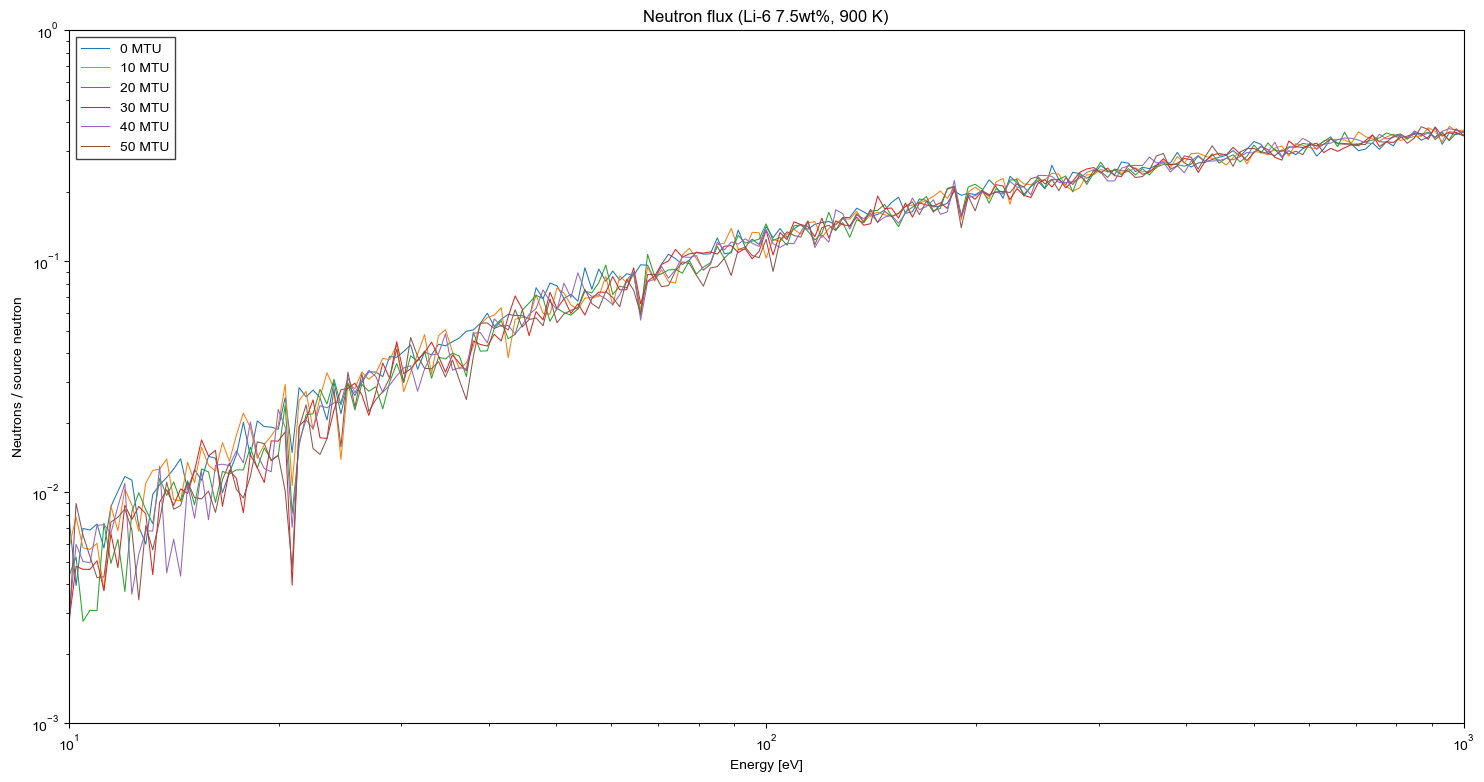 Neutron flux (Li-6 7.5wt%, 900 K)
10⁰
0 MTU
10 MTU
20 MTU
30 MTU
40 MTU
50 MTU
10⁻¹
Neutrons / source neutron
10⁻²
10⁻³
10¹
10²
10³
Energy [eV]